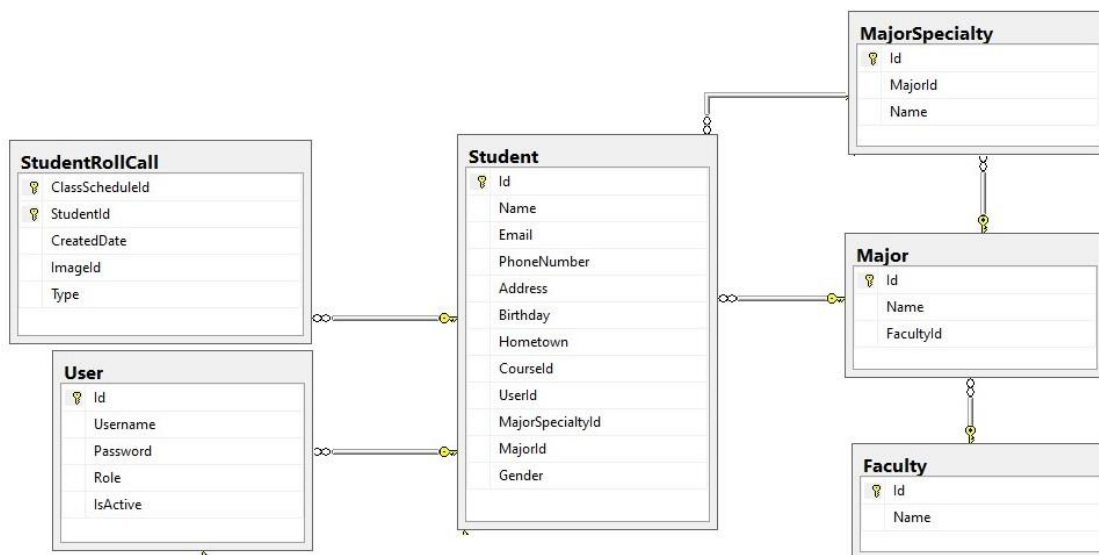 StudentRollCall
ClassScheduleId
StudentId
CreatedDate
ImageId
Type
User
Id
Username
Password
Role
IsActive
Student
Id
Name
Email
PhoneNumber
Address
Birthday
Hometown
CourseId
UserId
MajorSpecialtyId
MajorId
Gender
MajorSpecialty
Id
MajorId
Name
Major
Id
Name
FacultyId
Faculty
Id
Name